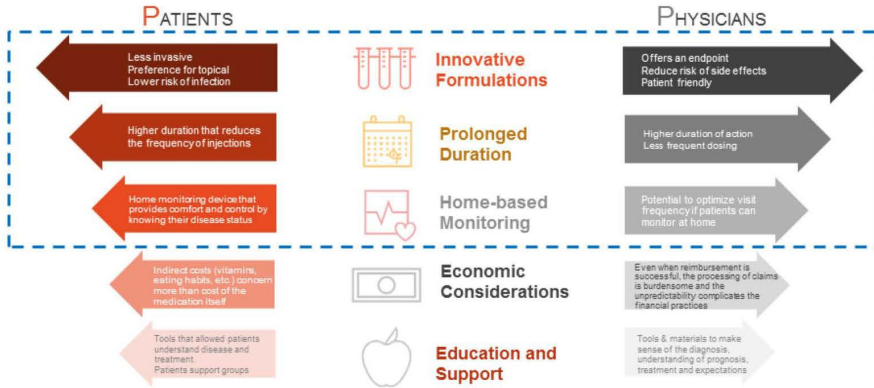 PATIENTS
PHYSICIANS
Less invasive
Preference for topical
Lower risk of infection
Innovative
Formulations
Offers an endpoint
Reduce risk of side effects
Patient friendly
Higher duration that reduces
the frequency of injections
Prolonged
Duration
Higher duration of action
Less frequent dosing
Home monitoring device that
provides comfort and control by
knowing their disease status
Home-based
Monitoring
Potential to optimize visit
frequency if patients can
monitor at home
Indirect costs (vitamins,
eating habits, etc.) concern
more than cost of the
medication itself
Economic
Considerations
Even when reimbursement is
successful, the processing of claims
is burdensome and the
unpredictability complicates the
financial practices
Tools that allowed patients
understand disease and
treatment.
Patients support groups
Education and
Support
Tools & materials to make
sense of the diagnosis,
understanding of prognosis,
treatment and expectations